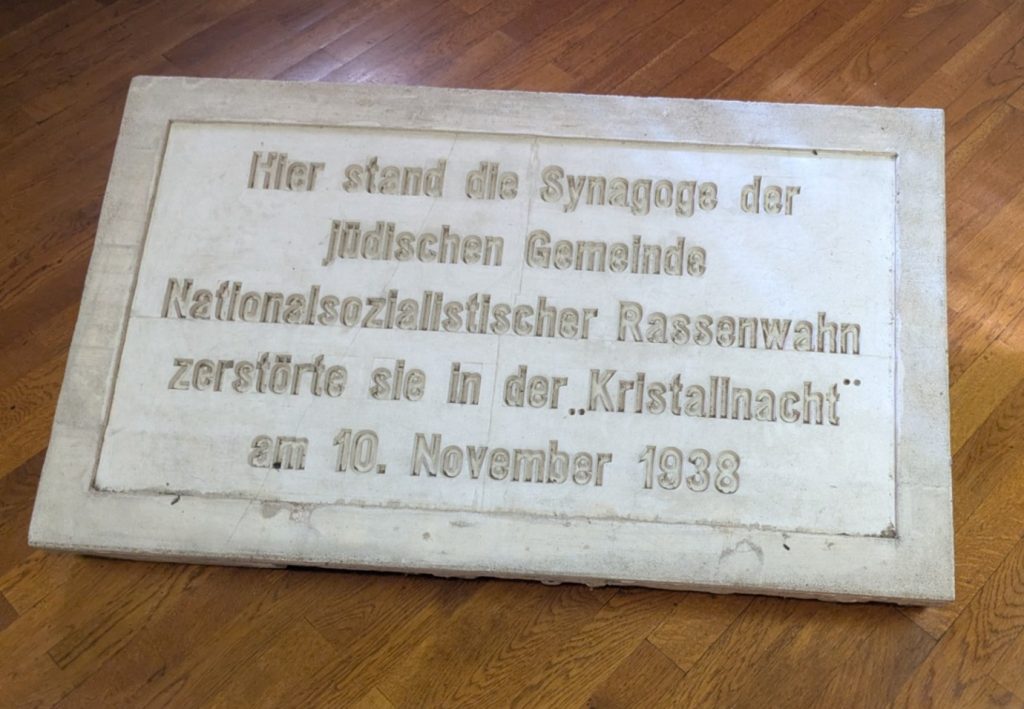 Hier stand die Synagoge der
jüdischen Gemeinde
Nationalsozialistischer Rassenwahn
zerstörte sie in der „Kristallnacht¨
am 10. November 1938